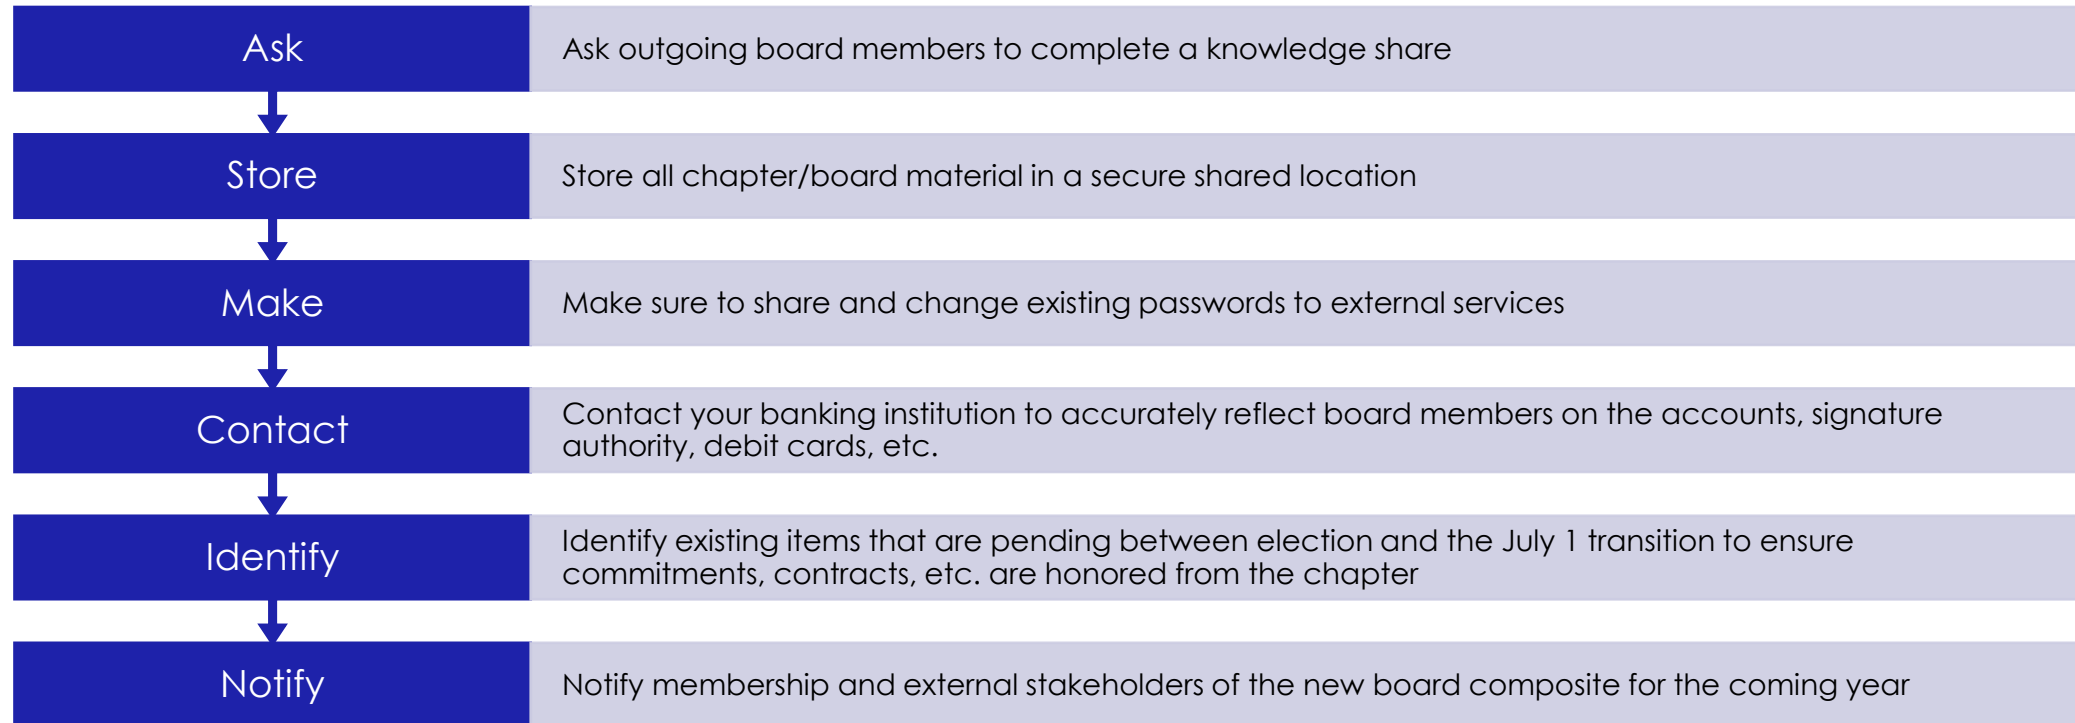 Ask
Ask outgoing board members to complete a knowledge share
Store
Store all chapter/board material in a secure shared location
Make
Make sure to share and change existing passwords to external services
Contact
Contact your banking institution to accurately reflect board members on the accounts, signature
authority, debit cards, etc.
Identify
Identify existing items that are pending between election and the July 1 transition to ensure
commitments, contracts, etc. are honored from the chapter
Notify
Notify membership and external stakeholders of the new board composite for the coming year